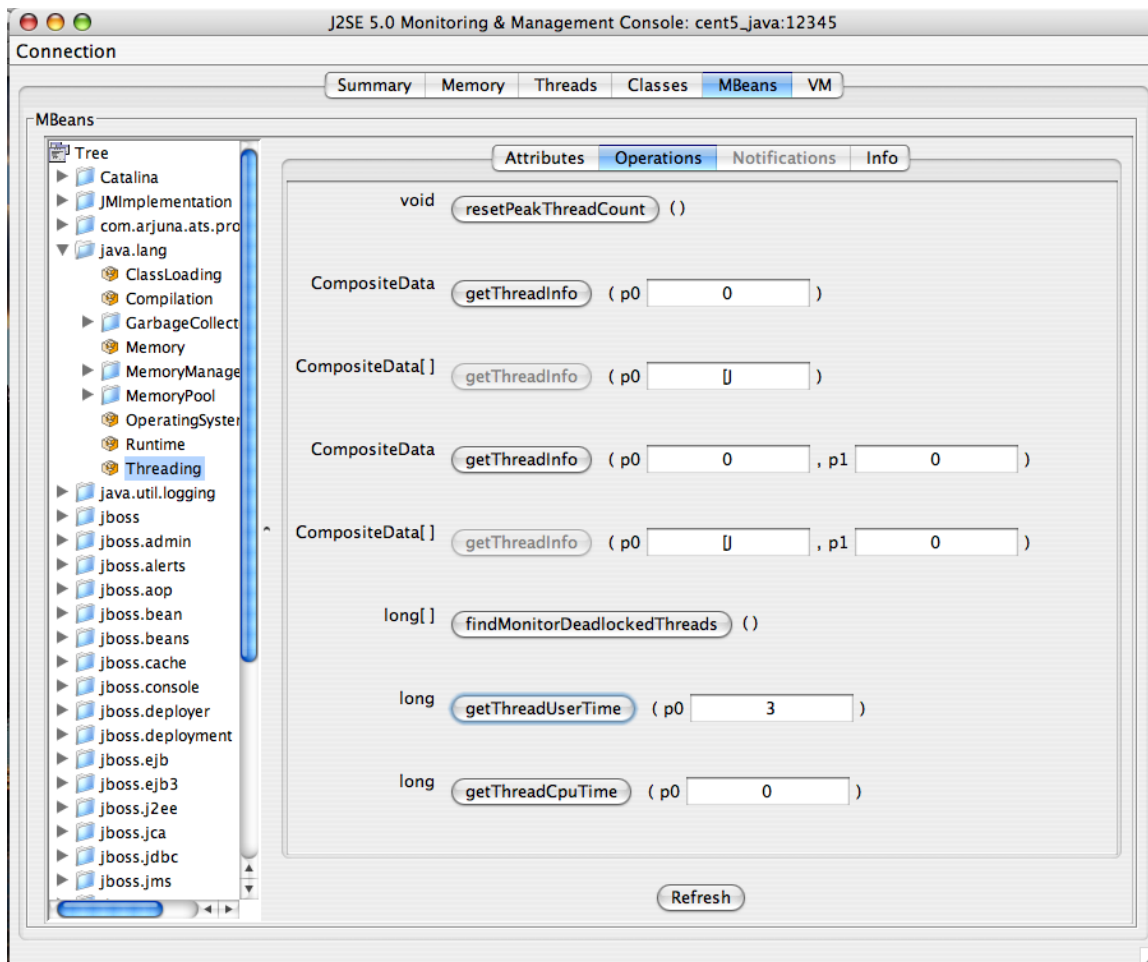 J2SE 5.0 Monitoring & Management Console: cent5_java:12345
Connection
Summary Memory Threads Classes MBeans VM
MBeans
Tree
Catalina
JMImplementation
com.arjuna.ats.pro
java.lang
ClassLoading
Compilation
GarbageCollect
Memory
MemoryManage
MemoryPool
OperatingSyster
Runtime
Threading
java.util.logging
jboss
jboss.admin
jboss.alerts
jboss.aop
jboss.bean
jboss.beans
jboss.cache
jboss.console
jboss.deployer
jboss.deployment
jboss.ejb
jboss.ejb3
jboss.j2ee
jboss.jca
jboss.jdbc
jboss.jms
Attributes Operations Notifications Info
void resetPeakThreadCount ()
CompositeData getThreadInfo ( p0 0 )
CompositeData[] getThreadInfo ( p0 [J )
CompositeData getThreadInfo ( p0 0 , p1 0 )
CompositeData[] getThreadInfo ( p0 [J , p1 0 )
long[] findMonitorDeadlockedThreads ()
long getThreadUserTime ( p0 3 )
long getThreadCpuTime ( p0 0 )
Refresh